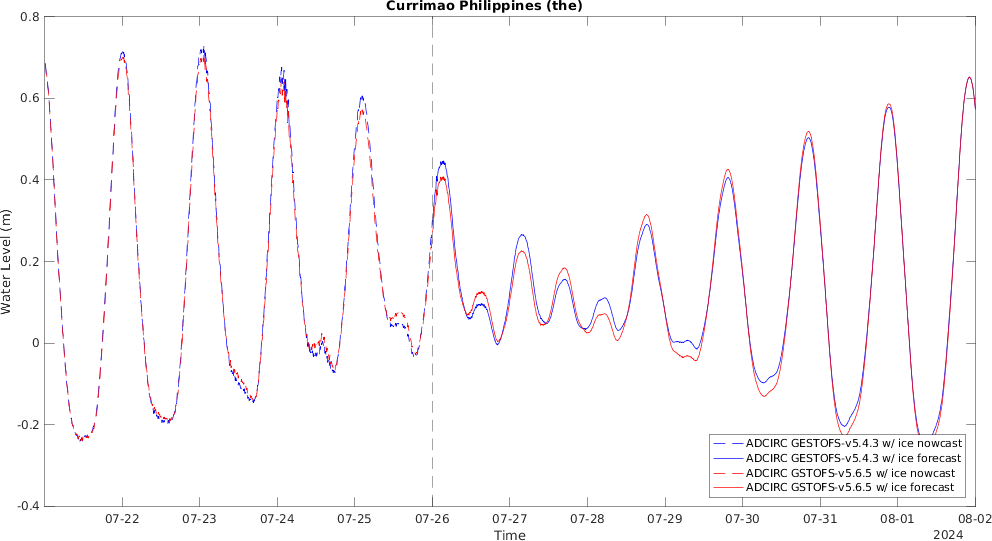 Currimao Philippines (the)
0.8
0.6
0.4
0.2
0
-0.2
-0.4
Water Level (m)
ADCIRC GESTOFS-v5.4.3 w/ ice nowcast
ADCIRC GESTOFS-v5.4.3 w/ ice forecast
ADCIRC GSTOFS-v5.6.5 w/ ice nowcast
ADCIRC GSTOFS-v5.6.5 w/ ice forecast
07-22 07-23 07-24 07-25 07-26 07-27 07-28 07-29 07-30 07-31 08-01 08-02
Time 2024